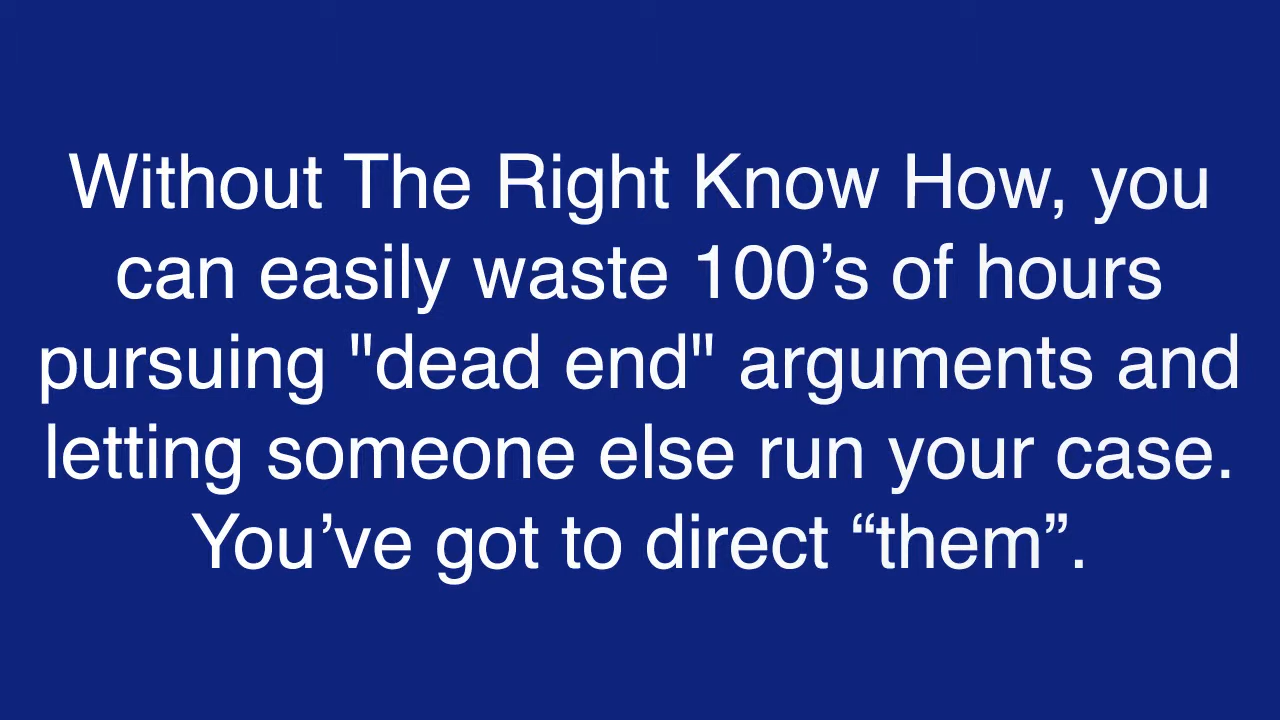 Without The Right Know How, you
can easily waste 100’s of hours
pursuing "dead end" arguments and
letting someone else run your case.
You’ve got to direct “them”.